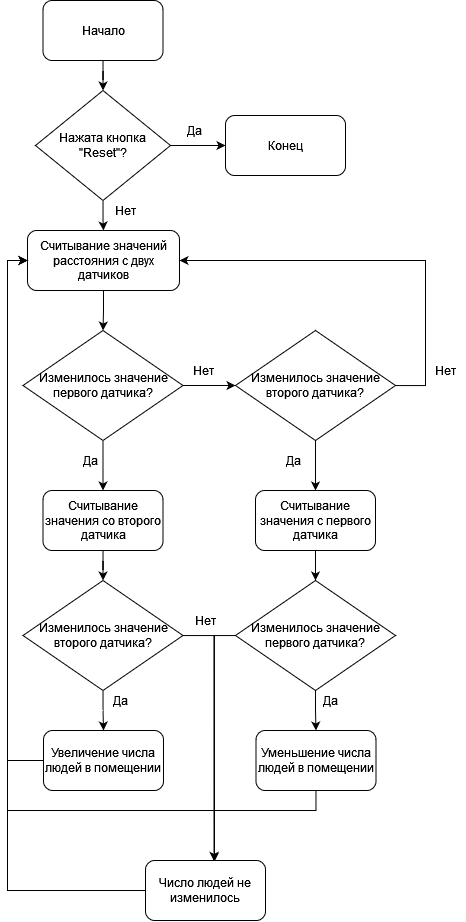 Начало
Нажата кнопка
"Reset"?
Да
Конец
Нет
Считывание значений
расстояния с двух
датчиков
Изменилось значение
первого датчика?
Нет
Изменилось значение
второго датчика?
Нет
Да
Да
Считывание
значения со второго
датчика
Считывание
значения с первого
датчика
Изменилось значение
второго датчика?
Нет
Изменилось значение
первого датчика?
Да
Да
Увеличение числа
людей в помещении
Уменьшение числа
людей в помещении
Число людей не
изменилось